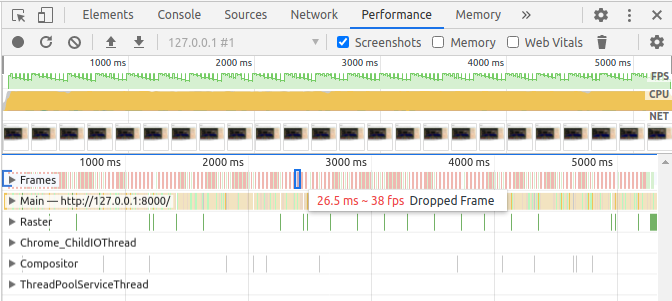 Elements Console Sources Network Performance Memory »
127.0.0.1 #1 Screenshots Memory Web Vitals
1000 ms 2000 ms 3000 ms 4000 ms 5000 ms
FPS
CPU
NET
1000 ms 2000 ms 3000 ms 4000 ms 5000 ms
Frames
Main — http://127.0.0.1:8000/
26.5 ms ~ 38 fps Dropped Frame
Raster
Chrome_ChildIOThread
Compositor
ThreadPoolServiceThread